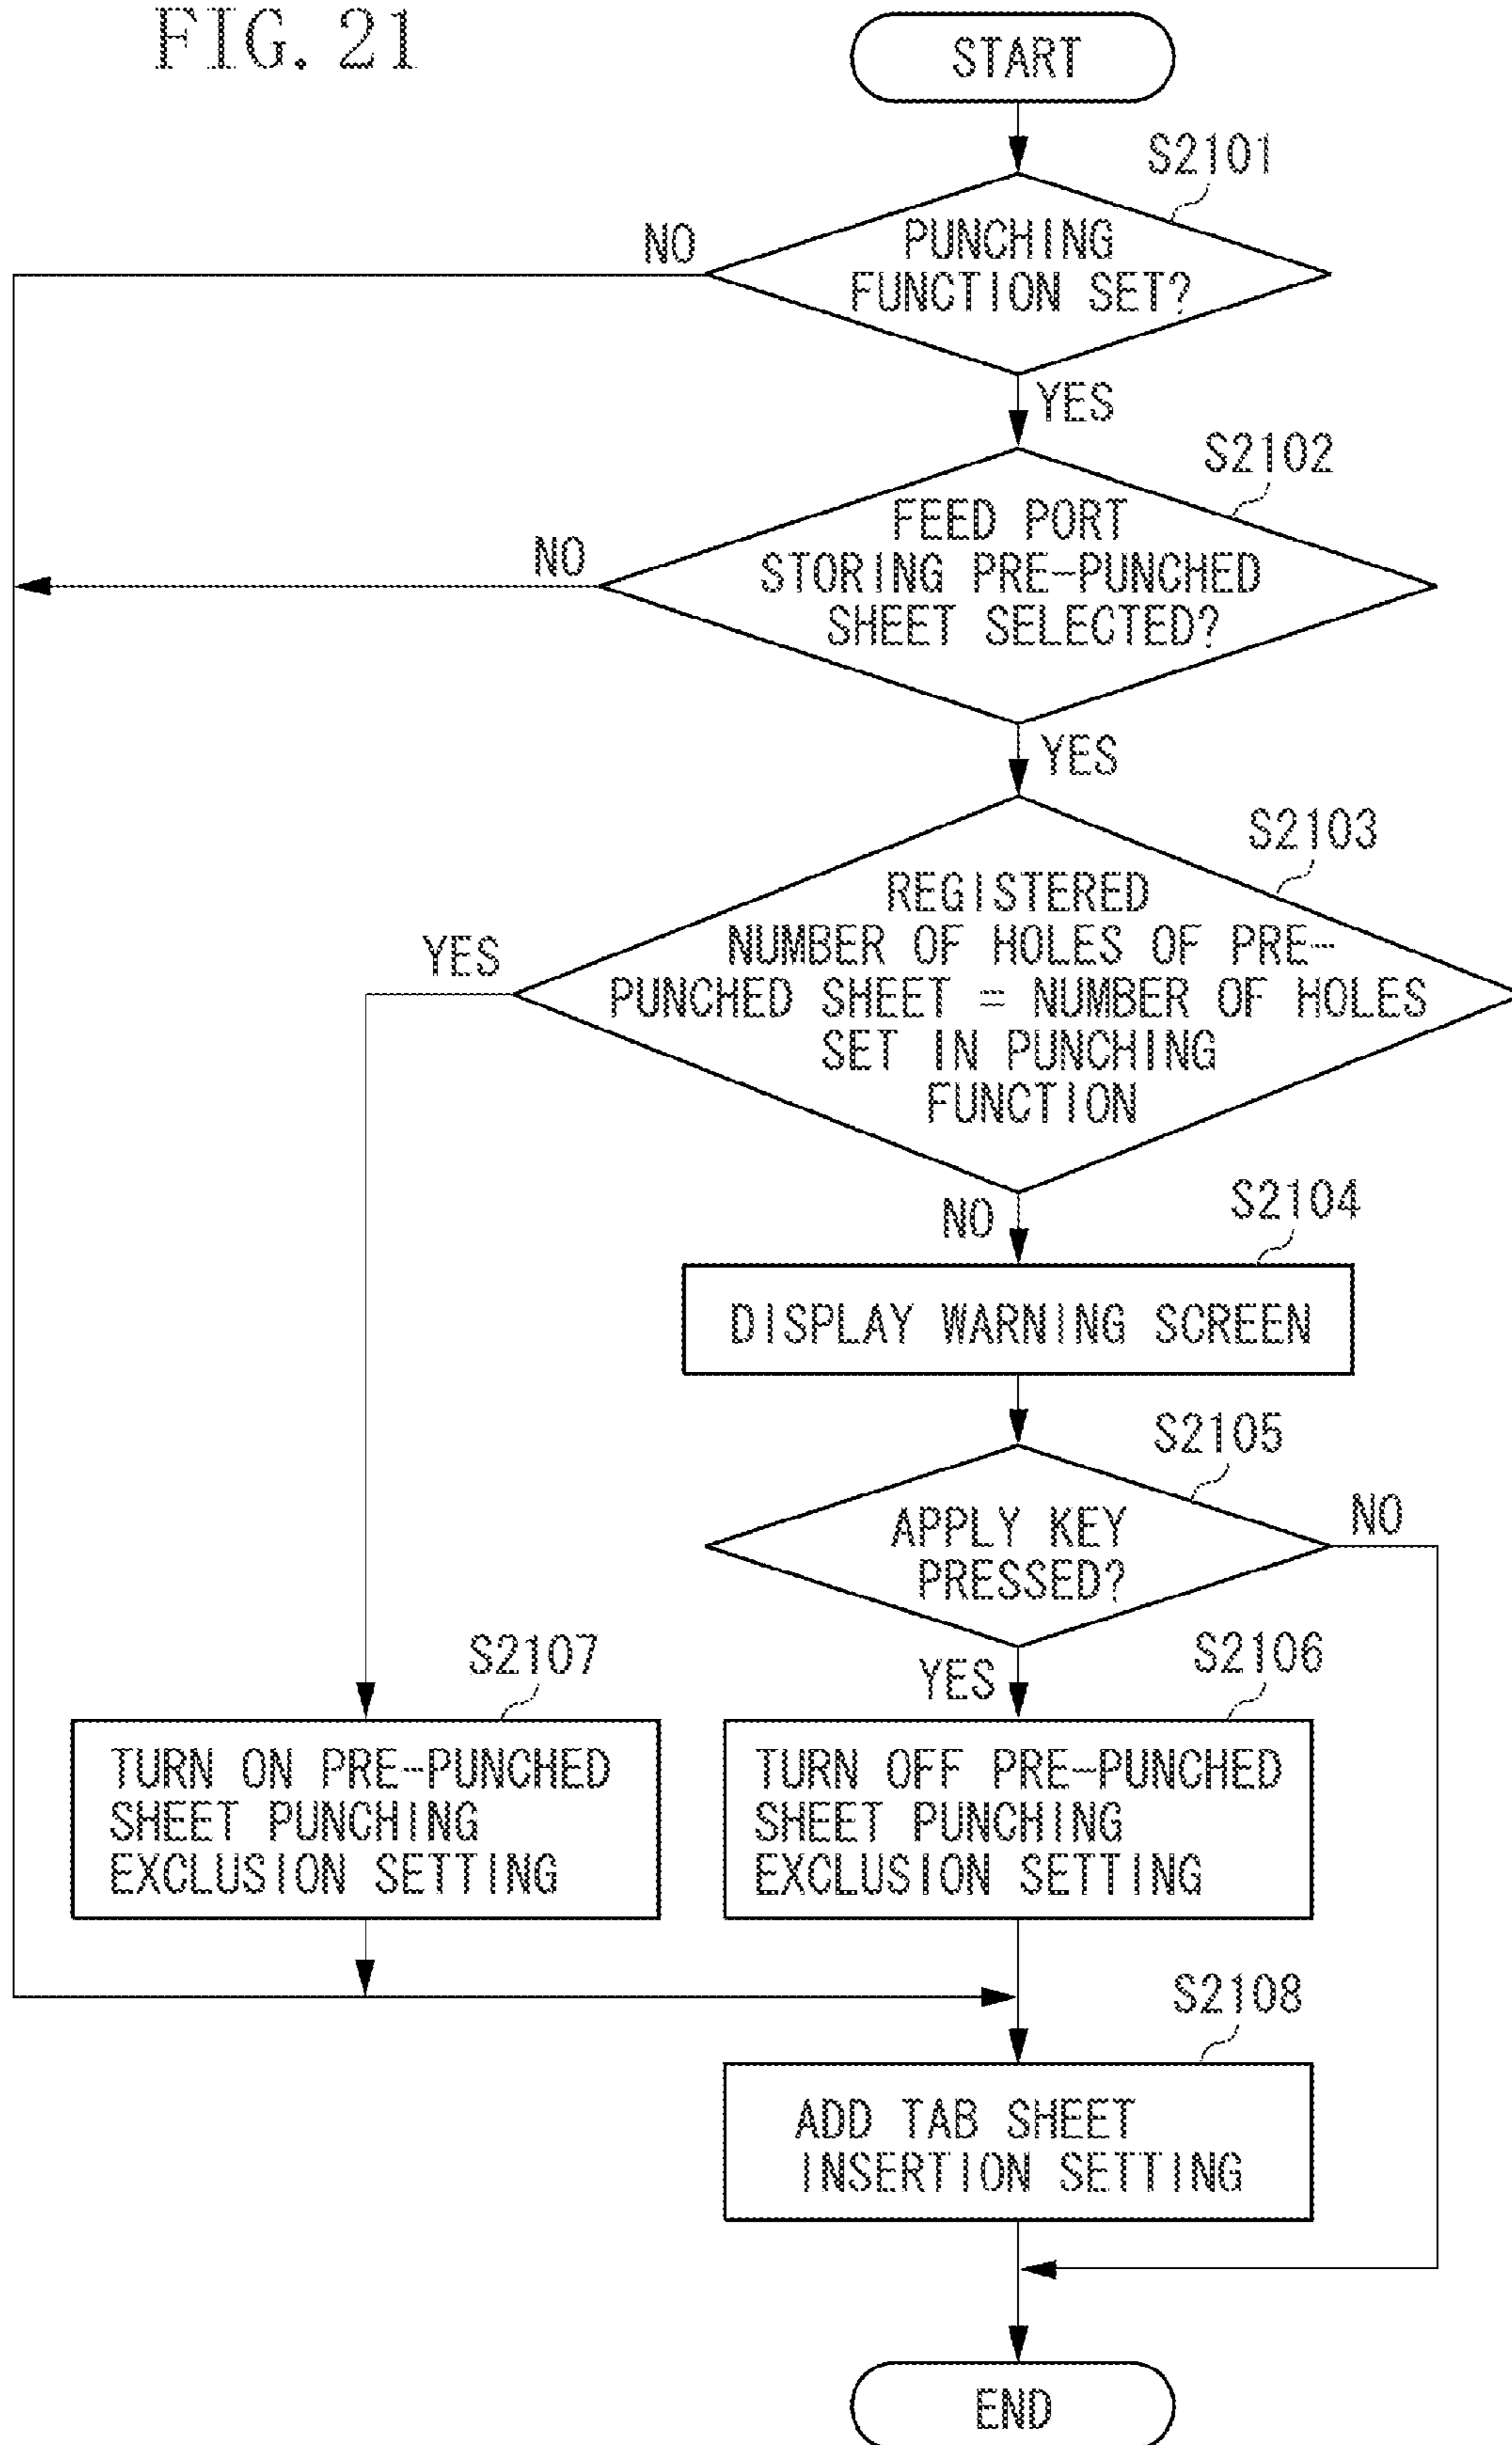 FIG. 21
START
S2101
NO
PUNCHING
FUNCTION SET?
YES
S2102
NO
FEED PORT
STORING PRE-PUNCHED
SHEET SELECTED?
YES
S2103
YES
REGISTERED
NUMBER OF HOLES OF PRE-
PUNCHED SHEET = NUMBER OF HOLES
SET IN PUNCHING
FUNCTION
NO
S2104
DISPLAY WARNING SCREEN
S2105
NO
APPLY KEY
PRESSED?
S2107
YES
S2106
TURN ON PRE-PUNCHED
SHEET PUNCHING
EXCLUSION SETTING
TURN OFF PRE-PUNCHED
SHEET PUNCHING
EXCLUSION SETTING
S2108
ADD TAB SHEET
INSERTION SETTING
END